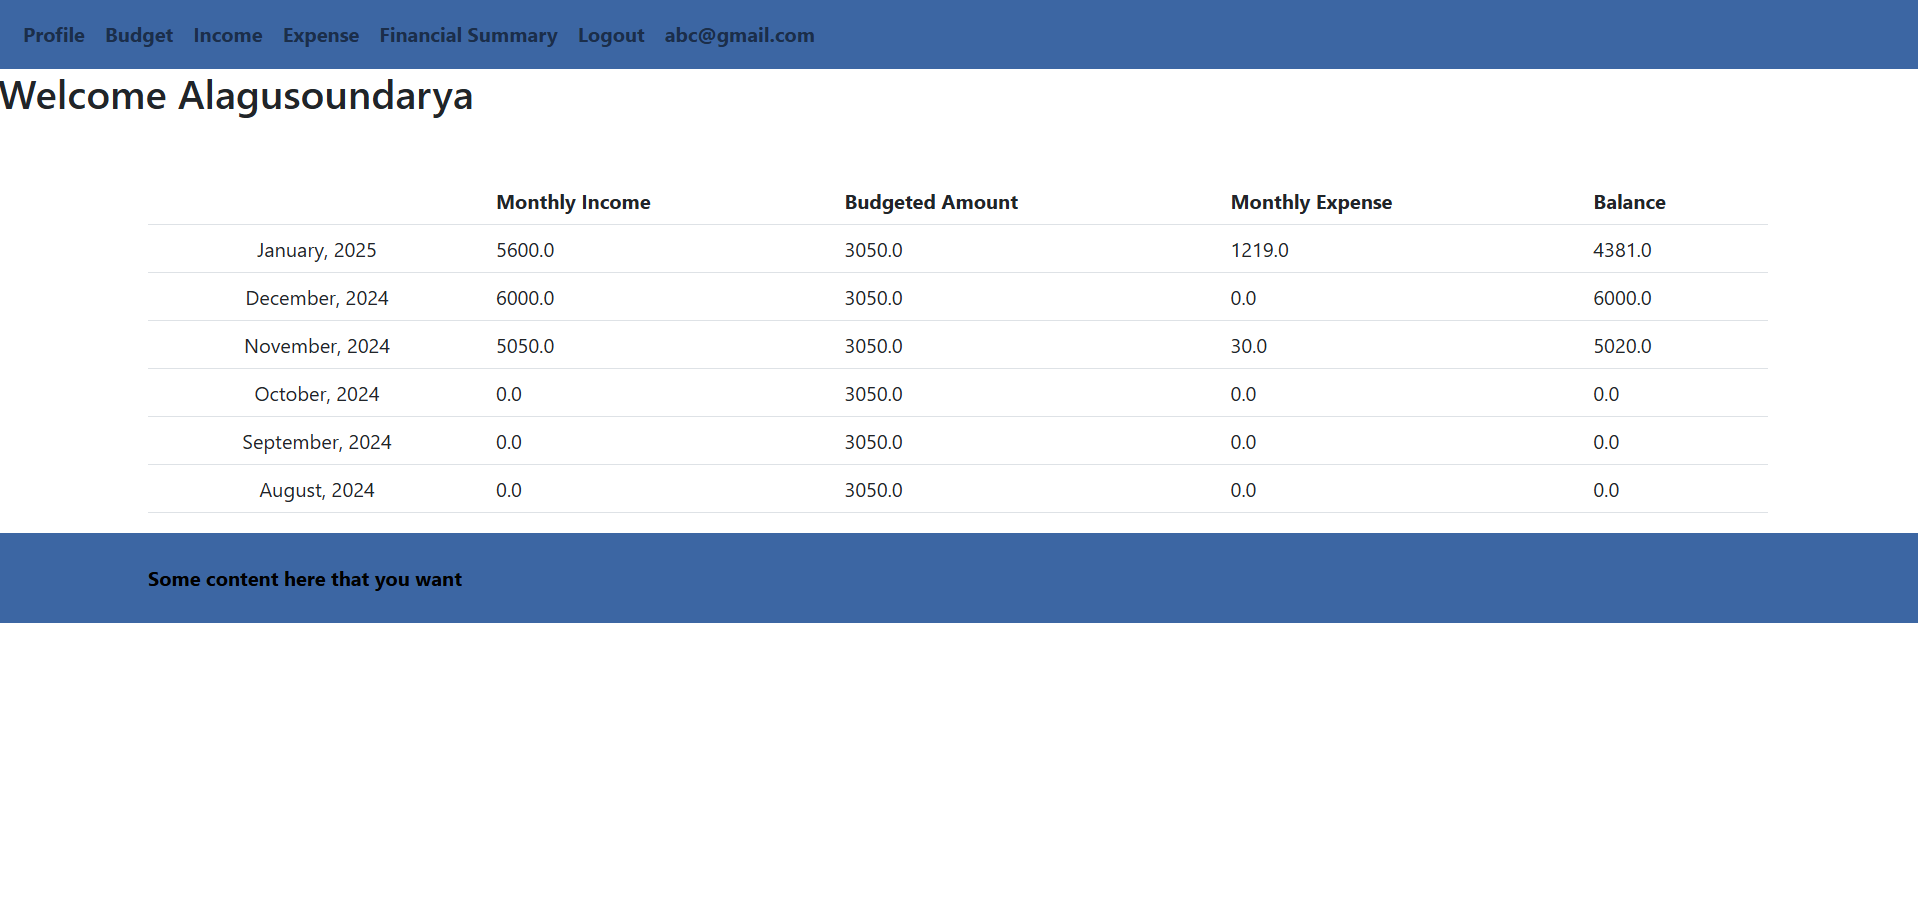 Profile Budget Income Expense Financial Summary Logout abc@gmail.com
Welcome Alagusoundarya
Monthly Income Budgeted Amount Monthly Expense Balance
January, 2025 5600.0 3050.0 1219.0 4381.0
December, 2024 6000.0 3050.0 0.0 6000.0
November, 2024 5050.0 3050.0 30.0 5020.0
October, 2024 0.0 3050.0 0.0 0.0
September, 2024 0.0 3050.0 0.0 0.0
August, 2024 0.0 3050.0 0.0 0.0
Some content here that you want